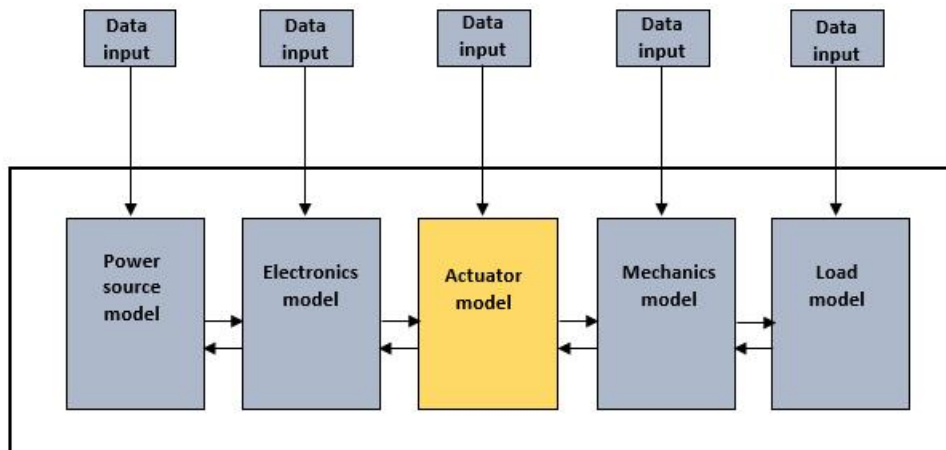 Data
input
Data
input
Data
input
Data
input
Data
input
Power
source
model
Electronics
model
Actuator
model
Mechanics
model
Load
model